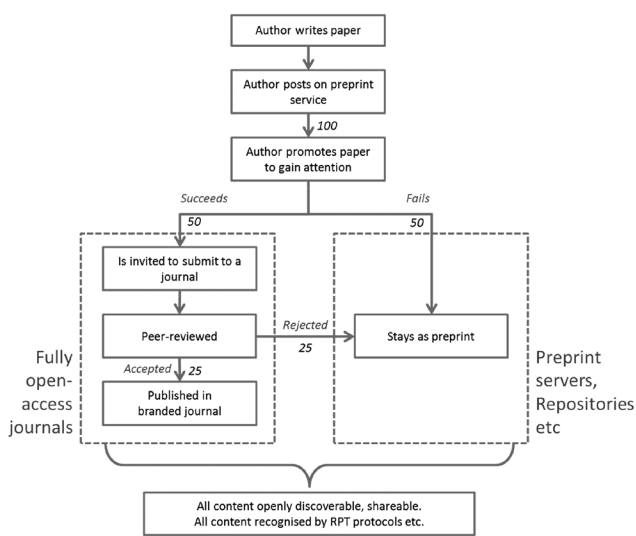 Author writes paper
Author posts on preprint
service
100
Author promotes paper
to gain attention
Succeeds
50
Fails
50
Is invited to submit to a
journal
Peer-reviewed
Rejected
25
Stays as preprint
Accepted
25
Published in
branded journal
Fully
open-
access
journals
Preprint
servers,
Repositories
etc
All content openly discoverable, shareable.
All content recognised by RPT protocols etc.